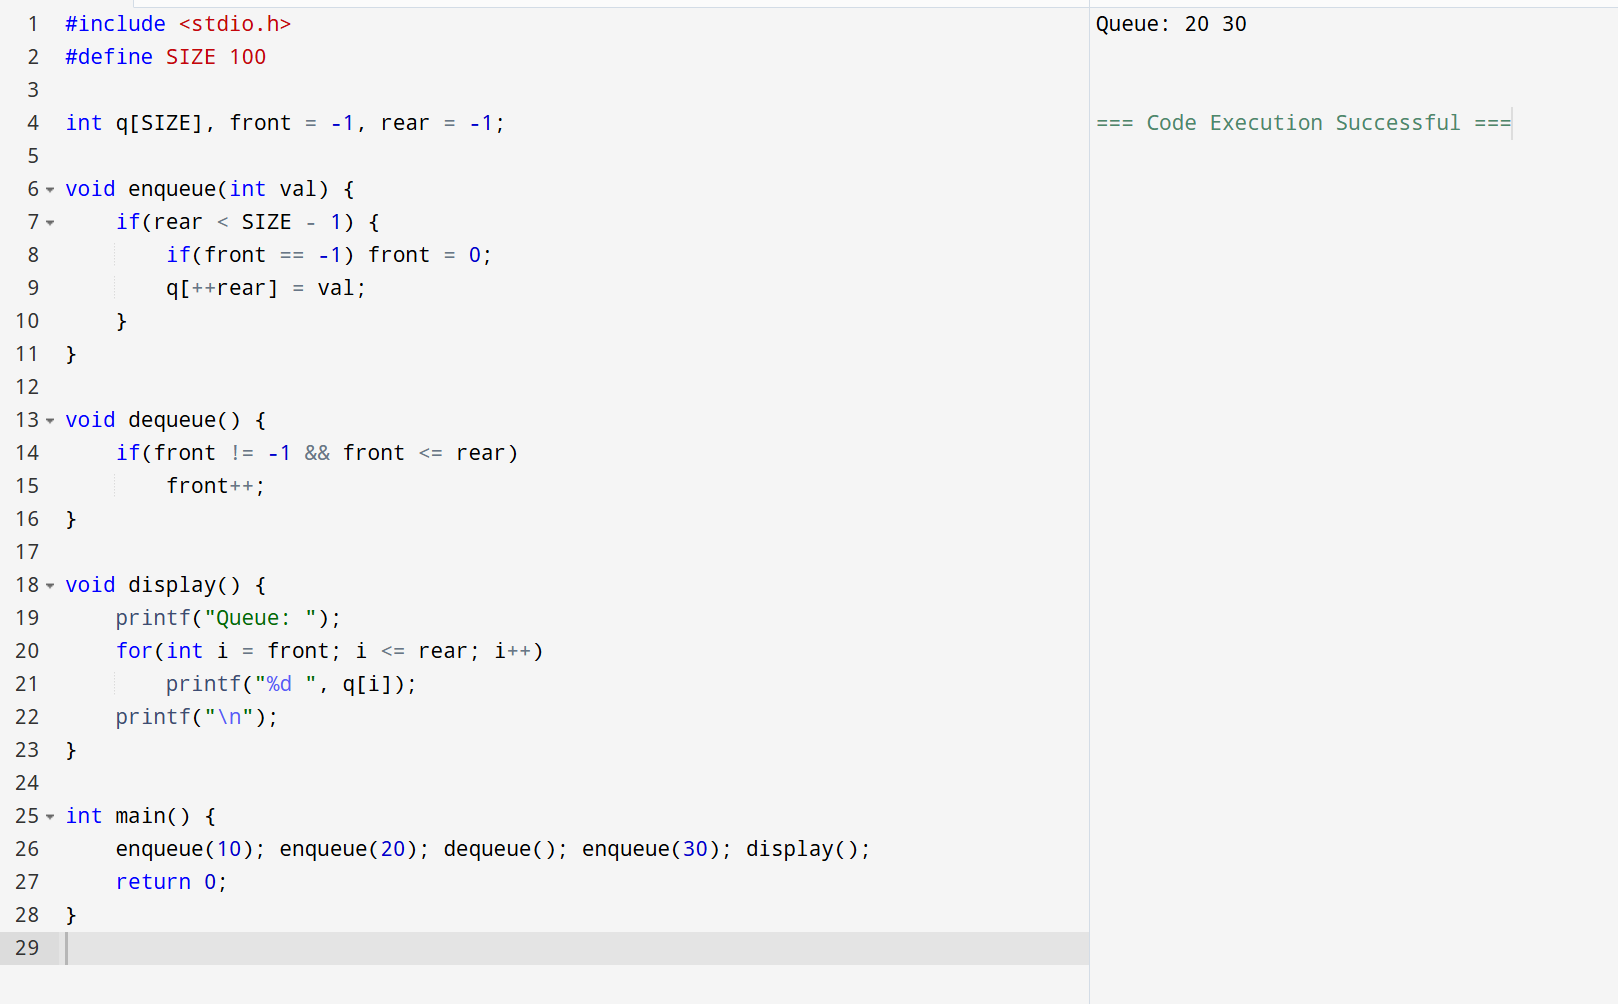 1 #include <stdio.h>
2 #define SIZE 100
3
4 int q[SIZE], front = -1, rear = -1;
5
6 void enqueue(int val) {
7     if(rear < SIZE - 1) {
8         if(front == -1) front = 0;
9         q[++rear] = val;
10     }
11 }
12
13 void dequeue() {
14     if(front != -1 && front <= rear)
15         front++;
16 }
17
18 void display() {
19     printf("Queue: ");
20     for(int i = front; i <= rear; i++)
21         printf("%d ", q[i]);
22     printf("\n");
23 }
24
25 int main() {
26     enqueue(10); enqueue(20); dequeue(); enqueue(30); display();
27     return 0;
28 }
29
Queue: 20 30
=== Code Execution Successful ===